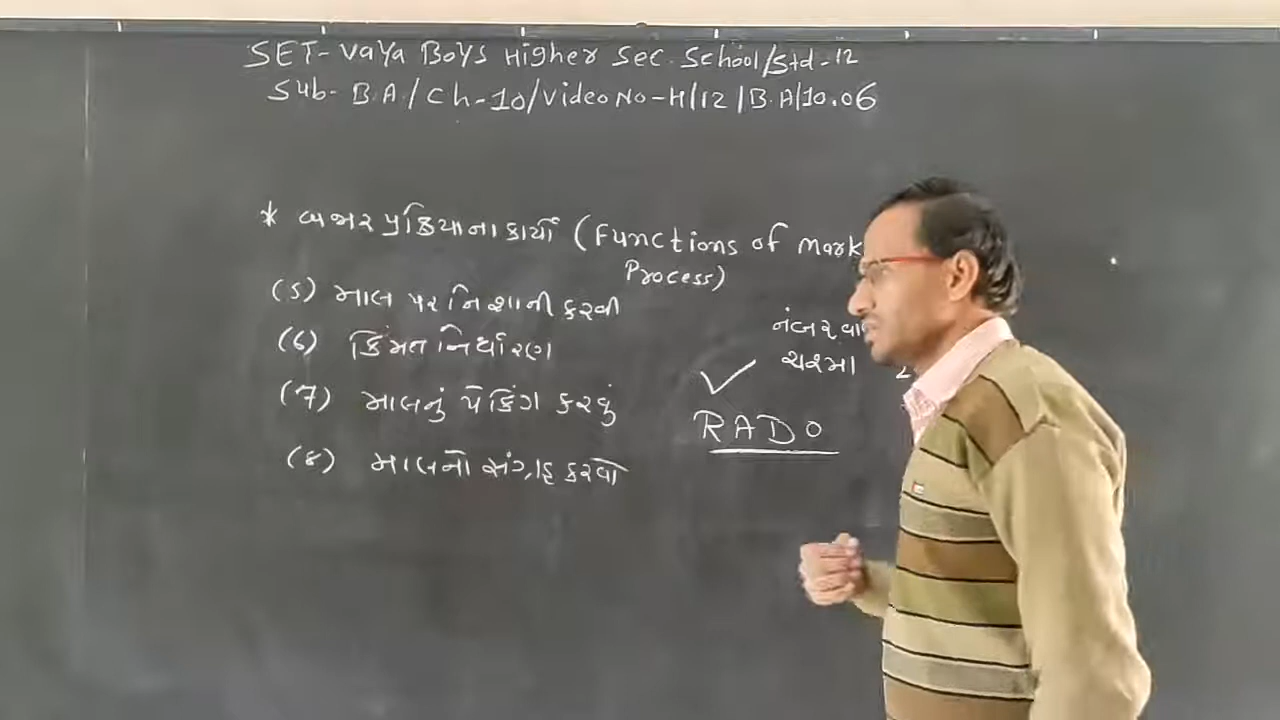 SET-Vaya Boys Higher Sec. School/Std-12
Sub- B.A/Ch-10/Video No-H/12/B.A/10.06
* બજાર પ્રક્રિયાના કાર્યો (Functions of Mark
Process)
(5) માલ પર નિશાની કરવી
(6) કિંમત નિર્ધારણ
(7) માલનું પેકિંગ કરવું
(8) માલનો સંગ્રહ કરવો
નંબરવા
ચશ્મા
✓
RADO